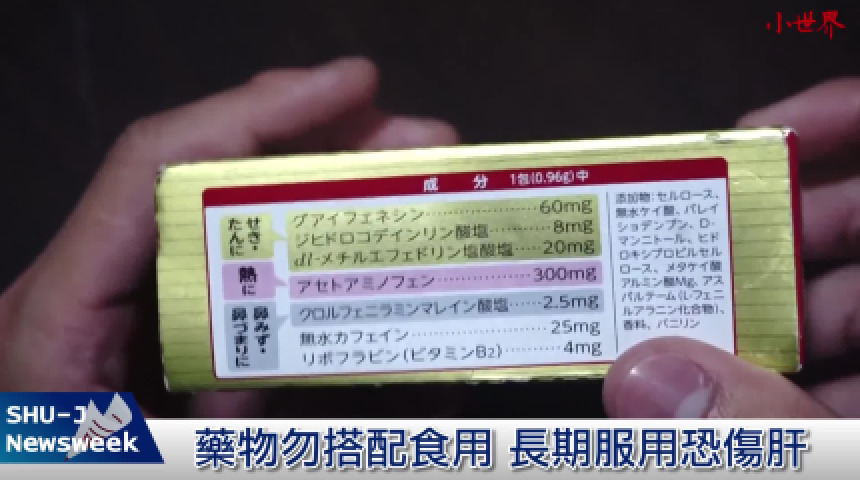 小世界
成 分 1包(0.96g)中
せき・たんに
グアイフェネシン 60mg
ジヒドロコデインリン酸塩 8mg
dl-メチルエフェドリン塩酸塩 20mg
熱に
アセトアミノフェン 300mg
鼻みず・鼻づまりに
クロルフェニラミンマレイン酸塩 2.5mg
無水カフェイン 25mg
リボフラビン(ビタミンB2) 4mg
添加物:セルロース、
無水ケイ酸、バレイ
ショデンプン、D-
マンニトール、ヒド
ロキシプロピルセル
ロース、メタケイ酸
アルミン酸Mg、アス
パルテーム(L-フェニ
ルアラニン化合物)、
香料、バニリン
SHU-J
Newsweek
藥物勿搭配食用 長期服用恐傷肝